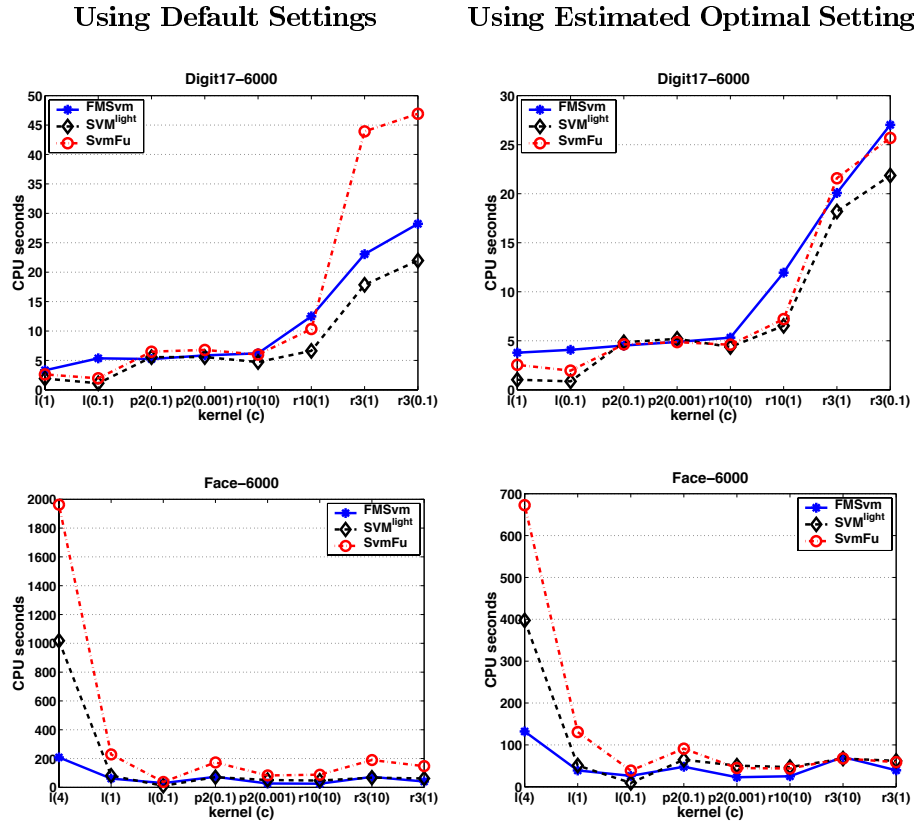 Using Default Settings
Using Estimated Optimal Setting
Digit17−6000
50
45
40
35
30
25
20
15
10
5
0
CPU seconds
FMSvm
SVMlight
SvmFu
l(1) l(0.1) p2(0.1) p2(0.001) r10(10) r10(1) r3(1) r3(0.1)
kernel (c)
Digit17−6000
30
25
20
15
10
5
0
CPU seconds
FMSvm
SVMlight
SvmFu
l(1) l(0.1) p2(0.1) p2(0.001) r10(10) r10(1) r3(1) r3(0.1)
kernel (c)
Face−6000
2000
1800
1600
1400
1200
1000
800
600
400
200
0
CPU seconds
FMSvm
SVMlight
SvmFu
l(4) l(1) l(0.1) p2(0.1) p2(0.001) r10(10) r3(10) r3(1)
kernel (c)
Face−6000
700
600
500
400
300
200
100
0
CPU seconds
FMSvm
SVMlight
SvmFu
l(4) l(1) l(0.1) p2(0.1) p2(0.001) r10(10) r3(10) r3(1)
kernel (c)